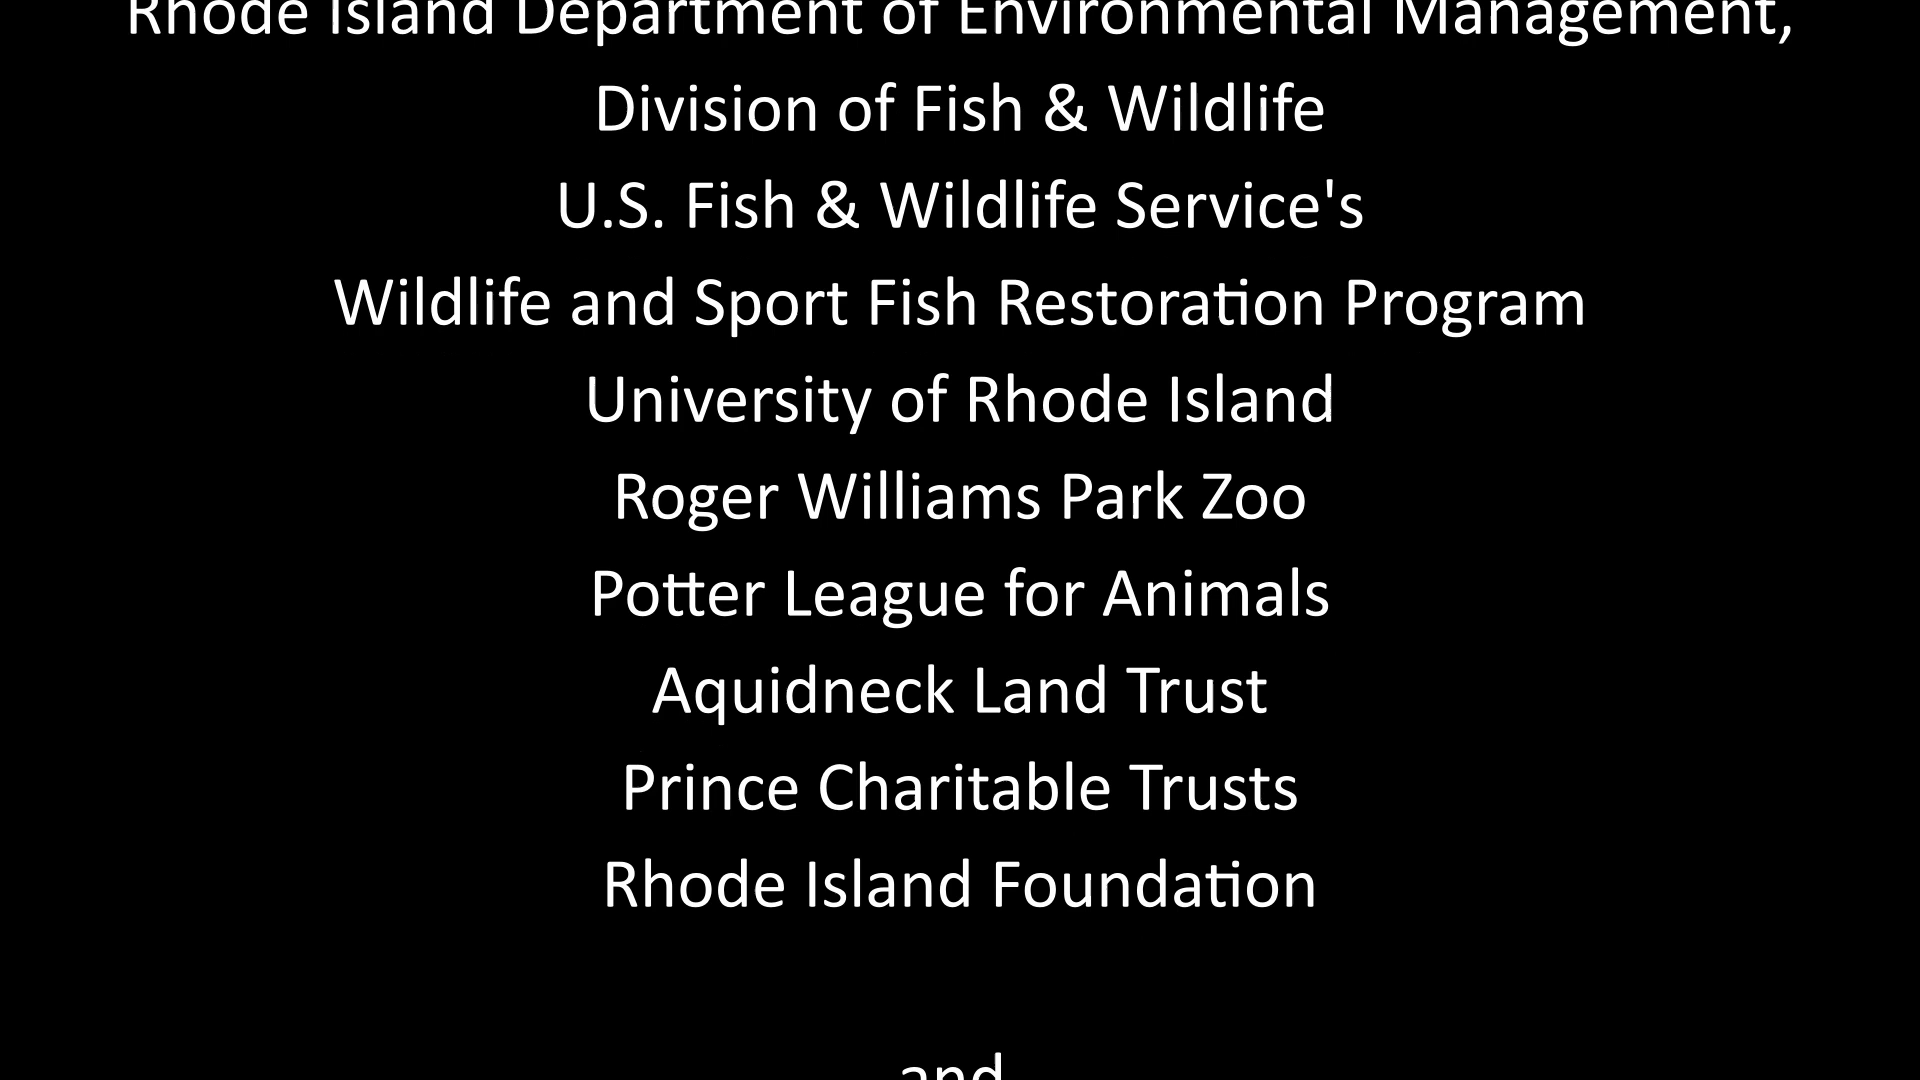 Rhode Island Department of Environmental Management,
Division of Fish & Wildlife
U.S. Fish & Wildlife Service's
Wildlife and Sport Fish Restoration Program
University of Rhode Island
Roger Williams Park Zoo
Potter League for Animals
Aquidneck Land Trust
Prince Charitable Trusts
Rhode Island Foundation
and